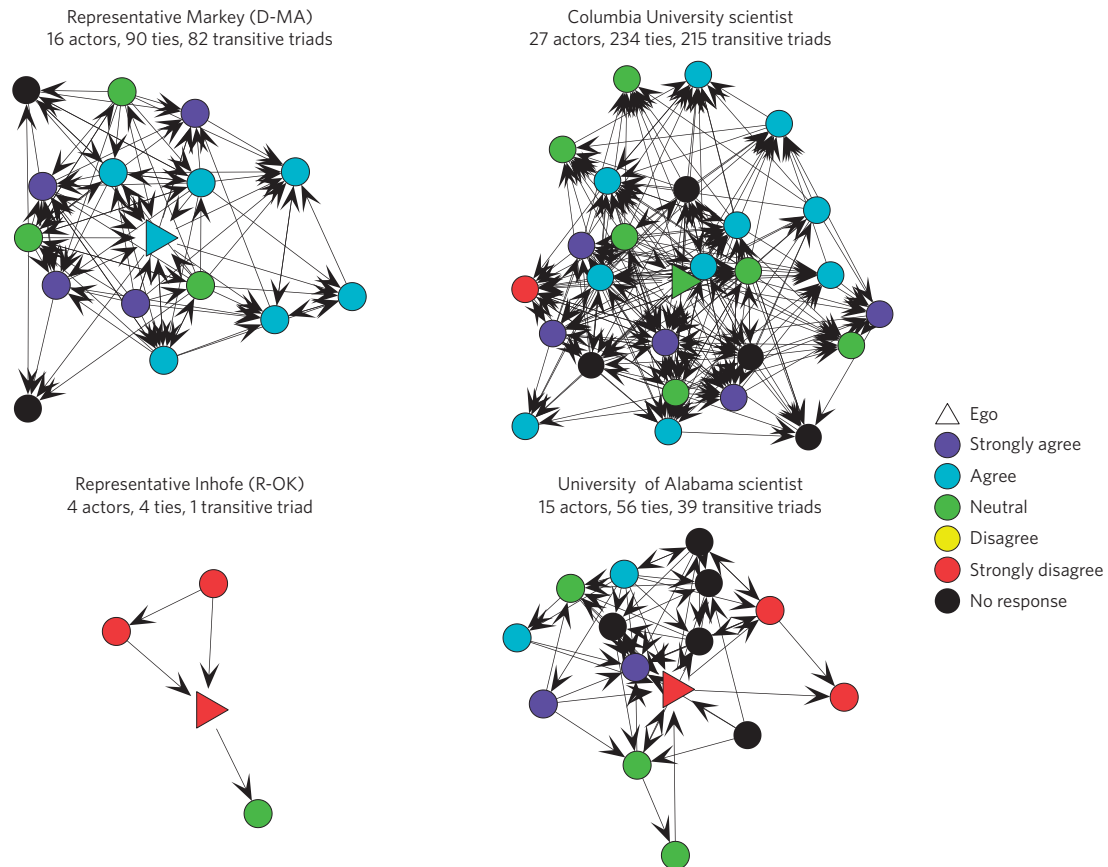 Representative Markey (D-MA)
16 actors, 90 ties, 82 transitive triads
Columbia University scientist
27 actors, 234 ties, 215 transitive triads
Representative Inhofe (R-OK)
4 actors, 4 ties, 1 transitive triad
University of Alabama scientist
15 actors, 56 ties, 39 transitive triads
Ego
Strongly agree
Agree
Neutral
Disagree
Strongly disagree
No response